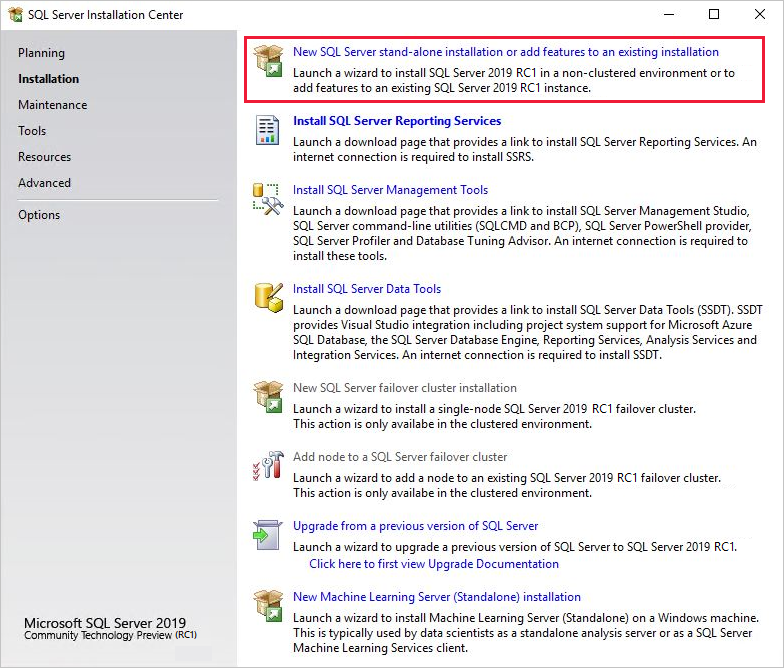 SQL Server Installation Center
Planning
Installation
Maintenance
Tools
Resources
Advanced
Options
New SQL Server stand-alone installation or add features to an existing installation
Launch a wizard to install SQL Server 2019 RC1 in a non-clustered environment or to
add features to an existing SQL Server 2019 RC1 instance.
Install SQL Server Reporting Services
Launch a download page that provides a link to install SQL Server Reporting Services. An
internet connection is required to install SSRS.
Install SQL Server Management Tools
Launch a download page that provides a link to install SQL Server Management Studio,
SQL Server command-line utilities (SQLCMD and BCP), SQL Server PowerShell provider,
SQL Server Profiler and Database Tuning Advisor. An internet connection is required to
install these tools.
Install SQL Server Data Tools
Launch a download page that provides a link to install SQL Server Data Tools (SSDT). SSDT
provides Visual Studio integration including project system support for Microsoft Azure
SQL Database, the SQL Server Database Engine, Reporting Services, Analysis Services and
Integration Services. An internet connection is required to install SSDT.
New SQL Server failover cluster installation
Launch a wizard to install a single-node SQL Server 2019 RC1 failover cluster.
This action is only availabe in the clustered environment.
Add node to a SQL Server failover cluster
Launch a wizard to add a node to an existing SQL Server 2019 RC1 failover cluster.
This action is only availabe in the clustered environment.
Upgrade from a previous version of SQL Server
Launch a wizard to upgrade a previous version of SQL Server to SQL Server 2019 RC1.
Click here to first view Upgrade Documentation
New Machine Learning Server (Standalone) installation
Launch a wizard to install Machine Learning Server (Standalone) on a Windows machine.
This is typically used by data scientists as a standalone analysis server or as a SQL Server
Machine Learning Services client.
Microsoft SQL Server 2019
Community Technology Preview (RC1)